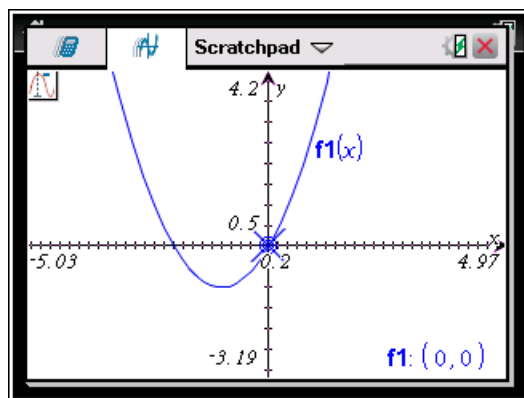 Scratchpad
4.2 y
f1(x)
0.5
x
-5.03 0.2 4.97
-3.19
f1: (0,0)